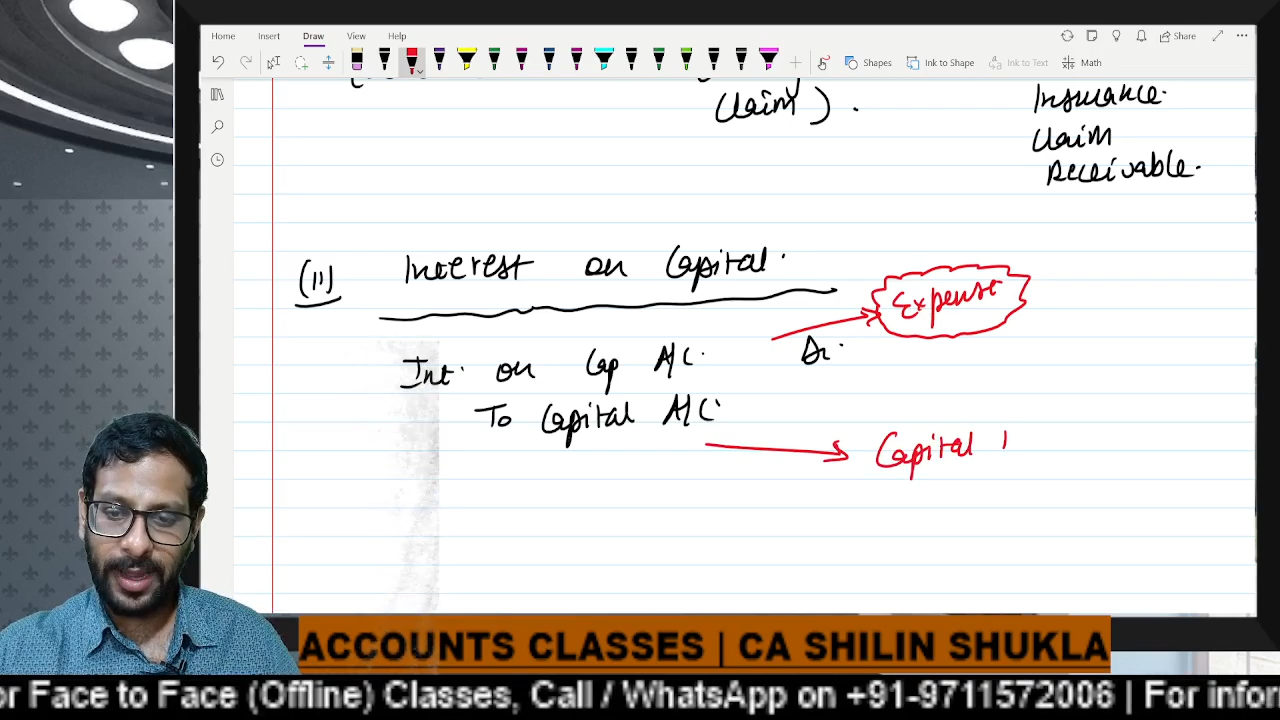 Home Insert Draw View Help
Share
Shapes Ink to Shape Ink to Text Math
Claim).
Insurance.
Claim
Receivable.
(11) Interest on Capital.
Expense
Int. on Cap A/C. Dr.
To Capital A/C
Capital
ACCOUNTS CLASSES | CA SHILIN SHUKLA
or Face to Face (Offline) Classes, Call / WhatsApp on +91-9711572006 | For infor